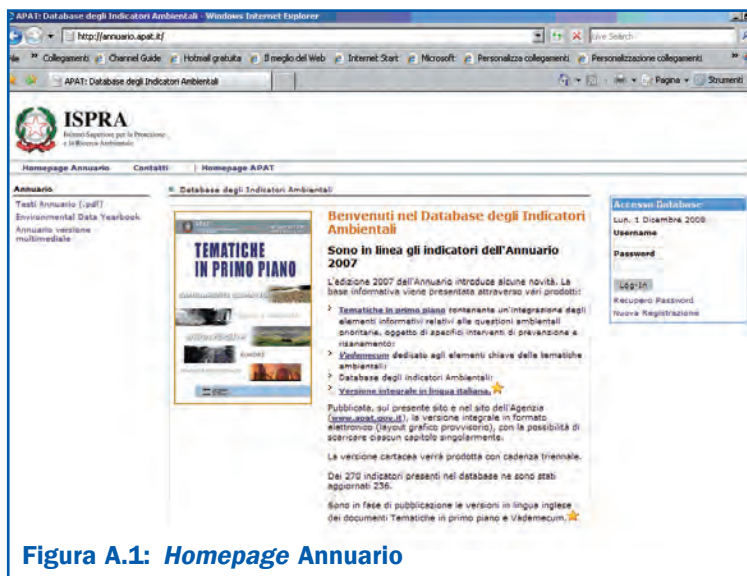 APAT: Database degli Indicatori Ambientali - Windows Internet Explorer
http://annuario.apat.it/
Live Search
Collegamenti Channel Guide Hotmail gratuita Il meglio del Web Internet Start Microsoft Personalizza collegamenti Personalizzazione collegamenti
APAT: Database degli Indicatori Ambientali
Pagina Strumenti
ISPRA
Istituto Superiore per la Protezione
e la Ricerca Ambientale
Homepage Annuario Contatti | Homepage APAT
Annuario
Testi Annuario (.pdf)
Environmental Data Yearbook
Annuario versione
multimediale
Database degli Indicatori Ambientali
TEMATICHE
IN PRIMO PIANO
Benvenuti nel Database degli Indicatori
Ambientali
Sono in linea gli indicatori dell'Annuario
2007
L'edizione 2007 dell'Annuario introduce alcune novità. La
base informativa viene presentata attraverso vari prodotti:
Tematiche in primo piano contenente un'integrazione degli
elementi informativi relativi alle questioni ambientali
prioritarie, oggetto di specifici interventi di prevenzione e
risanamento;
Vademecum dedicato agli elementi chiave delle tematiche
ambientali;
Database degli Indicatori Ambientali;
Versione integrale in lingua italiana.
Pubblicata, sul presente sito e nel sito dell'Agenzia
(www.apat.gov.it), la versione integrale in formato
elettronico (layout grafico provvisorio), con la possibilità di
scaricare ciascun capitolo singolarmente.
La versione cartacea verrà prodotta con cadenza triennale.
Dei 270 indicatori presenti nel database ne sono stati
aggiornati 236.
Sono in fase di pubblicazione le versioni in lingua inglese
dei documenti Tematiche in primo piano e Vademecum.
Accesso Database
Lun. 1 Dicembre 2008
Username
Password
Log-In
Recupero Password
Nuova Registrazione
Figura A.1: Homepage Annuario